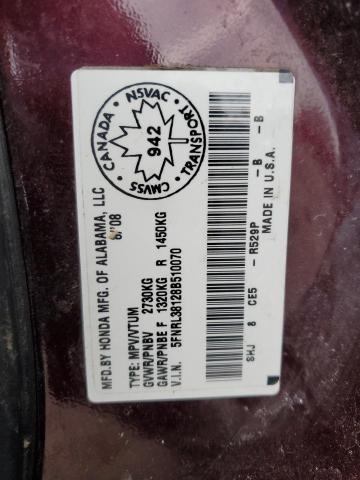 MFD.BY HONDA MFG. OF ALABAMA, LLC
6/'08
TYPE: MPV/VTUM
GVWR/PNBV 2730KG
GAWR/PNBE F 1320KG R 1450KG
V.I.N. 5FNRL38128B510070
CANADA NSVAC TRANSPORT CMVSS
942
SHJ 8 CE5 - R529P -B -B
MADE IN U.S.A.